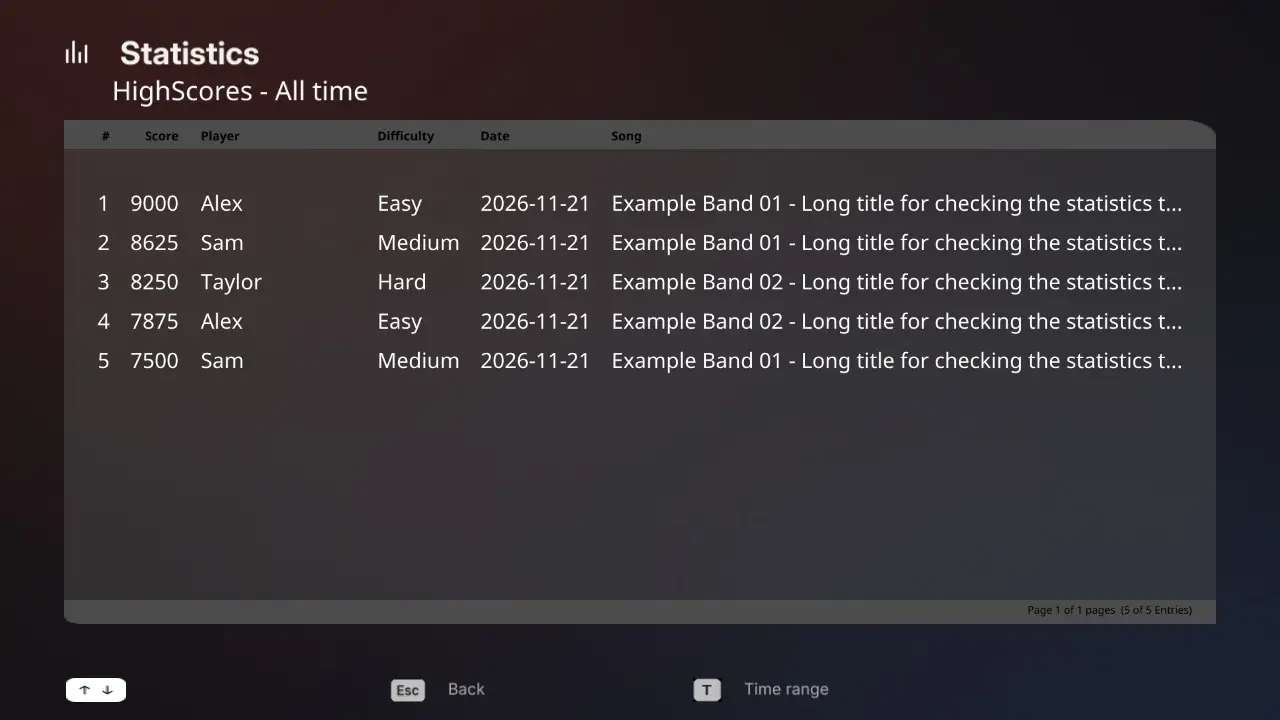 Statistics
HighScores - All time
# Score Player Difficulty Date Song
1 9000 Alex Easy 2026-11-21 Example Band 01 - Long title for checking the statistics t...
2 8625 Sam Medium 2026-11-21 Example Band 01 - Long title for checking the statistics t...
3 8250 Taylor Hard 2026-11-21 Example Band 02 - Long title for checking the statistics t...
4 7875 Alex Easy 2026-11-21 Example Band 02 - Long title for checking the statistics t...
5 7500 Sam Medium 2026-11-21 Example Band 01 - Long title for checking the statistics t...
Page 1 of 1 pages (5 of 5 Entries)
↑ ↓ Esc Back T Time range